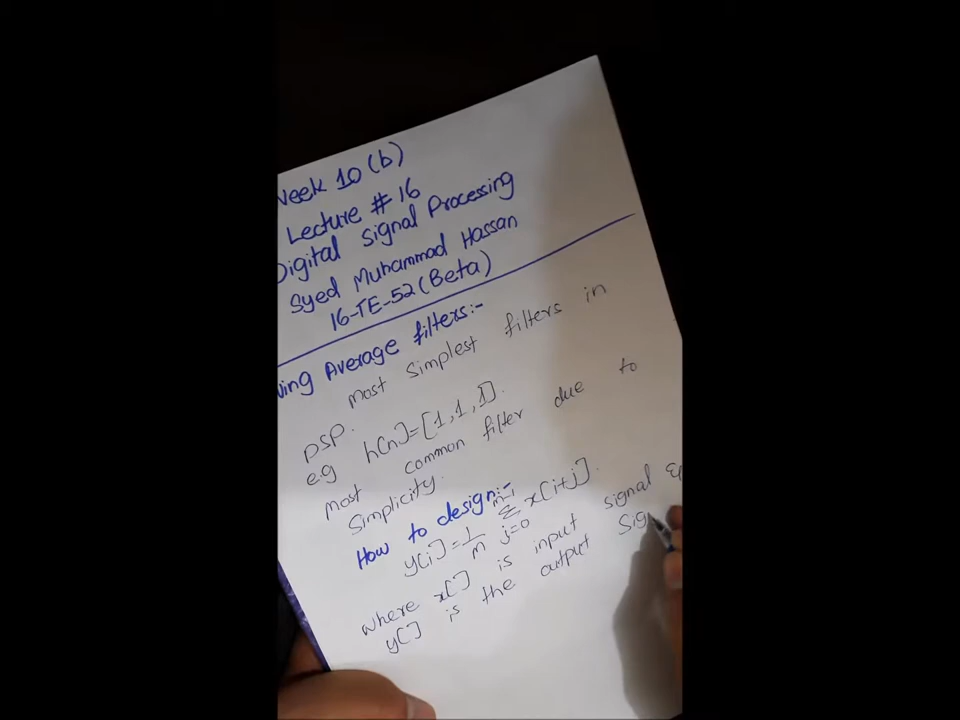 Week 10 (b)
Lecture # 16
Digital Signal Processing
Syed Muhammad Hassan
16-TE-52 (Beta)
ving Average filters:-
most simplest filters in
DSP.
e.g h[n]=[1,1,1].
most common filter due to
Simplicity.
How to design:-
y[i]=1/m Σ_{j=0}^{m-1} x[i+j].
where x[] is input signal &
y[] is the output Sig